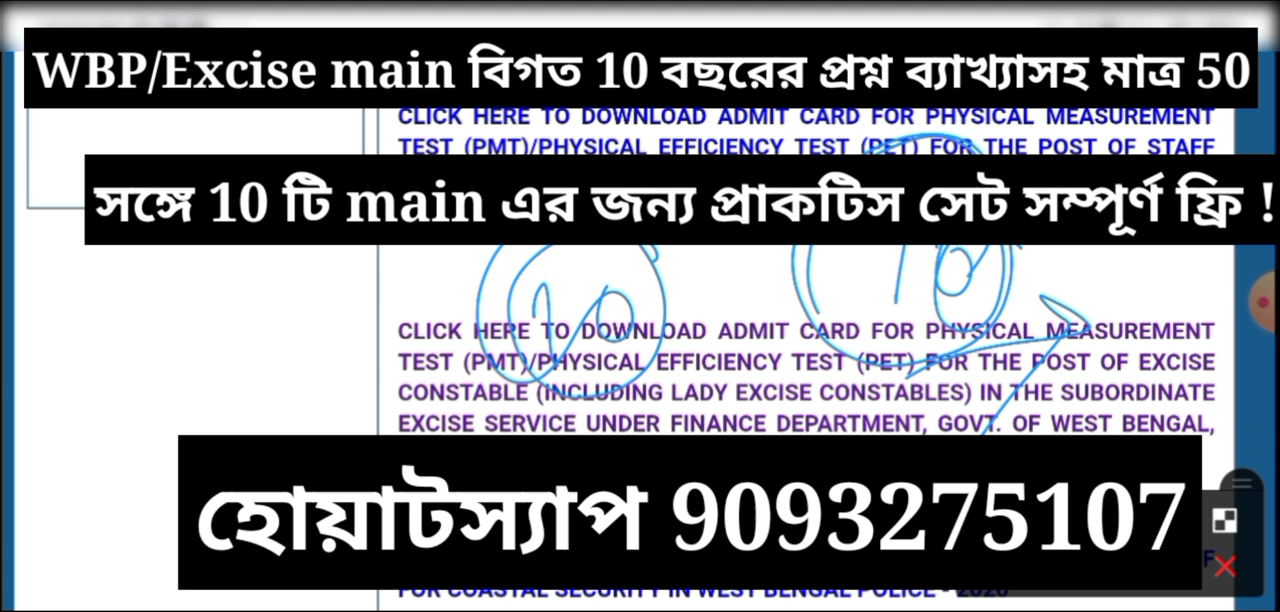 WBP/Excise main বিগত 10 বছরের প্রশ্ন ব্যাখ্যাসহ মাত্র 50
CLICK HERE TO DOWNLOAD ADMIT CARD FOR PHYSICAL MEASUREMENT
TEST (PMT)/PHYSICAL EFFICIENCY TEST (PET) FOR THE POST OF STAFF
সঙ্গে 10 টি main এর জন্য প্রাকটিস সেট সম্পূর্ণ ফ্রি !
20
10
CLICK HERE TO DOWNLOAD ADMIT CARD FOR PHYSICAL MEASUREMENT
TEST (PMT)/PHYSICAL EFFICIENCY TEST (PET) FOR THE POST OF EXCISE
CONSTABLE (INCLUDING LADY EXCISE CONSTABLES) IN THE SUBORDINATE
EXCISE SERVICE UNDER FINANCE DEPARTMENT, GOVT. OF WEST BENGAL,
হোয়াটস্যাপ 9093275107
FOR COASTAL SECURITY IN WEST BENGAL POLICE - 2020